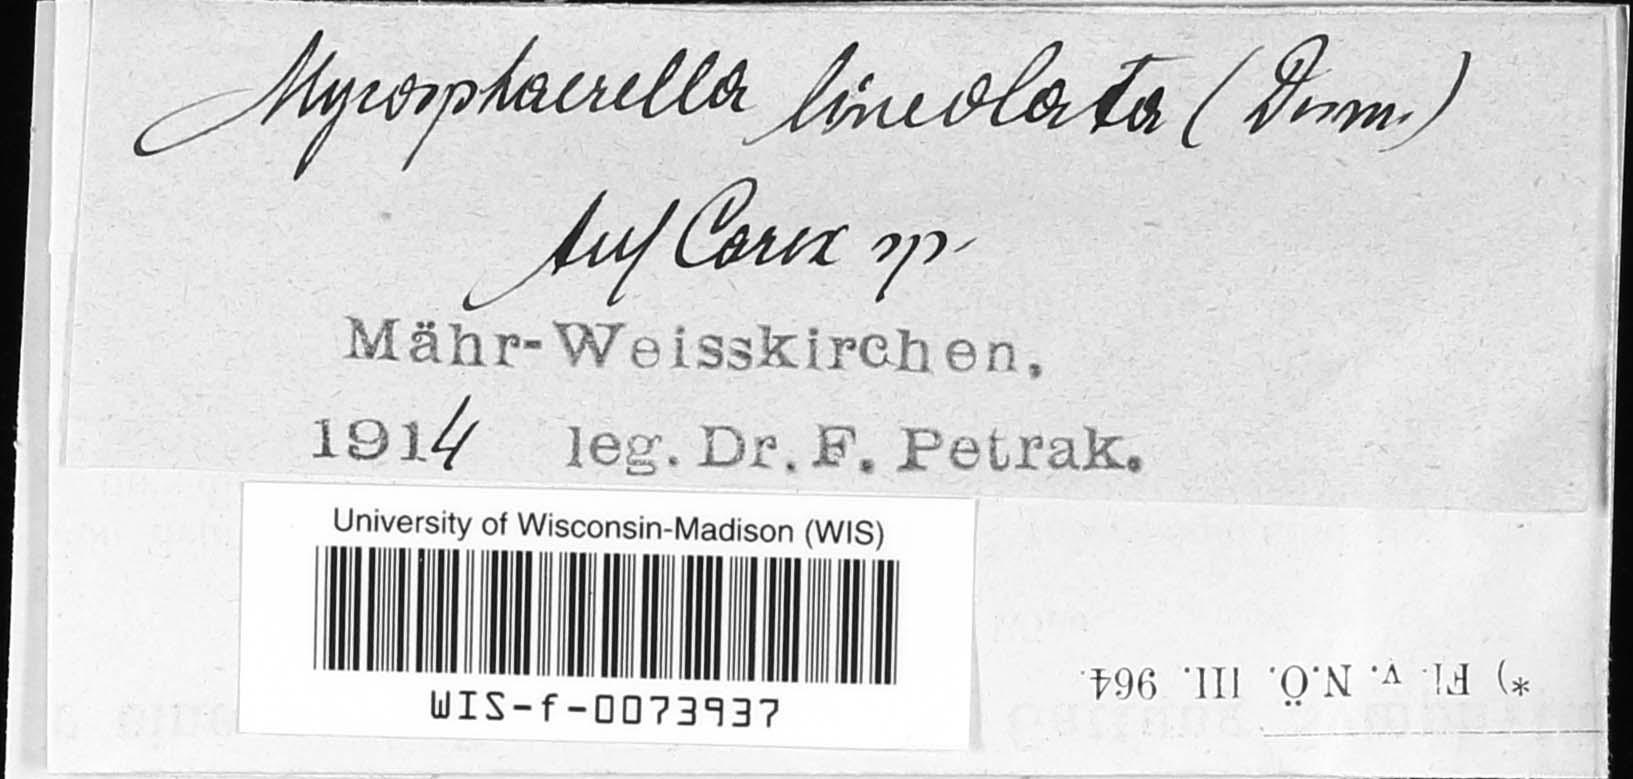 Mycosphaerella lineolata (Desm.)
Auf Carex sp.
Mähr-Weisskirchen.
1914 leg. Dr. F. Petrak.
University of Wisconsin-Madison (WIS)
WIS-f-0073937
*) Fl. v. N.Ö. III. 964.